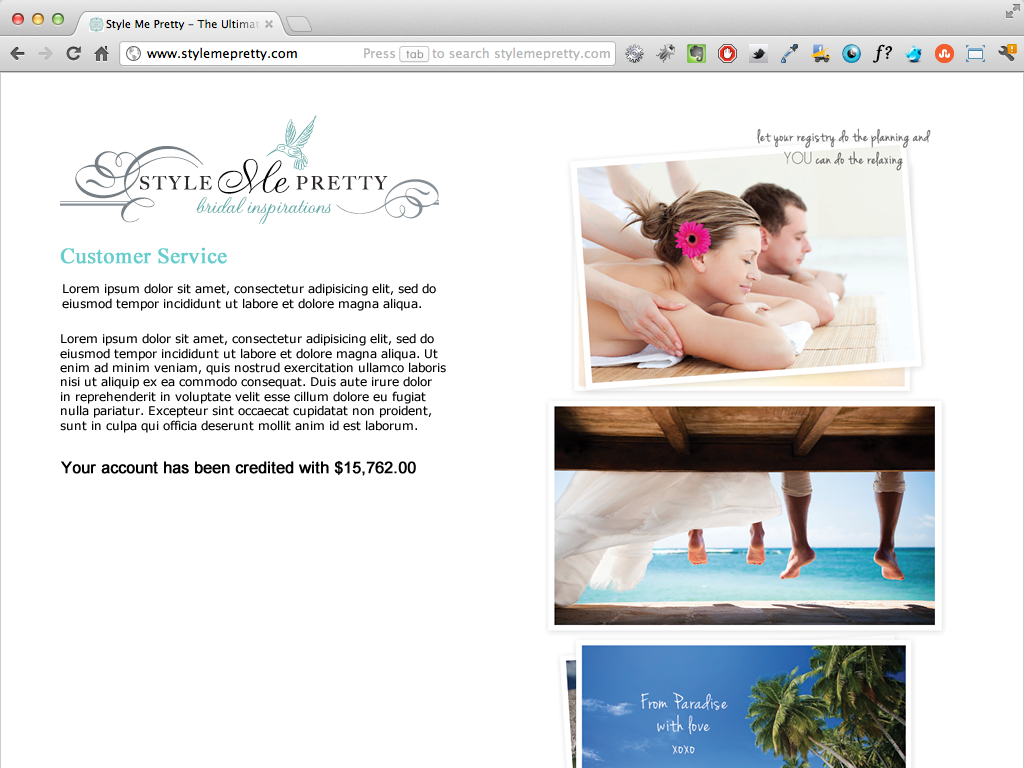 Style Me Pretty – The Ultimat
www.stylemepretty.com
Press tab to search stylemepretty.com
f?
STYLE Me PRETTY
bridal inspirations
Customer Service
Lorem ipsum dolor sit amet, consectetur adipisicing elit, sed do
eiusmod tempor incididunt ut labore et dolore magna aliqua.
Lorem ipsum dolor sit amet, consectetur adipisicing elit, sed do
eiusmod tempor incididunt ut labore et dolore magna aliqua. Ut
enim ad minim veniam, quis nostrud exercitation ullamco laboris
nisi ut aliquip ex ea commodo consequat. Duis aute irure dolor
in reprehenderit in voluptate velit esse cillum dolore eu fugiat
nulla pariatur. Excepteur sint occaecat cupidatat non proident,
sunt in culpa qui officia deserunt mollit anim id est laborum.
Your account has been credited with $15,762.00
let your registry do the planning and
YOU can do the relaxing
From Paradise
with love
xoxo